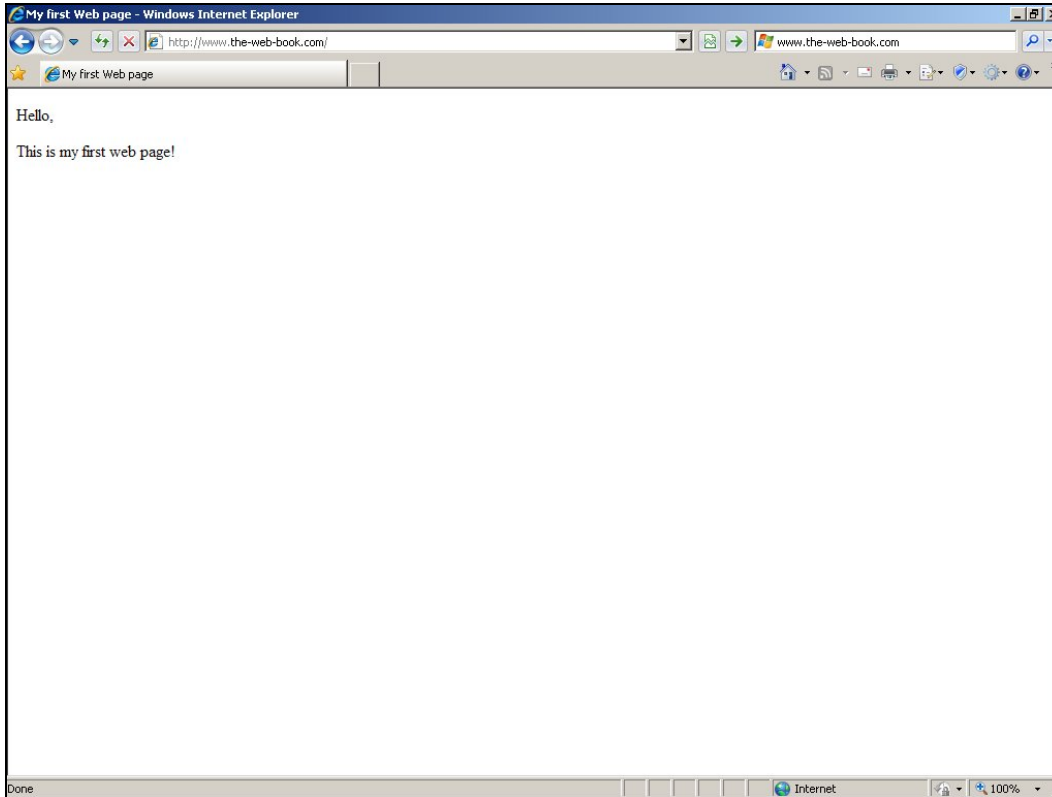 My first Web page - Windows Internet Explorer
http://www.the-web-book.com/
www.the-web-book.com
My first Web page
Hello,
This is my first web page!
Done
Internet
100%